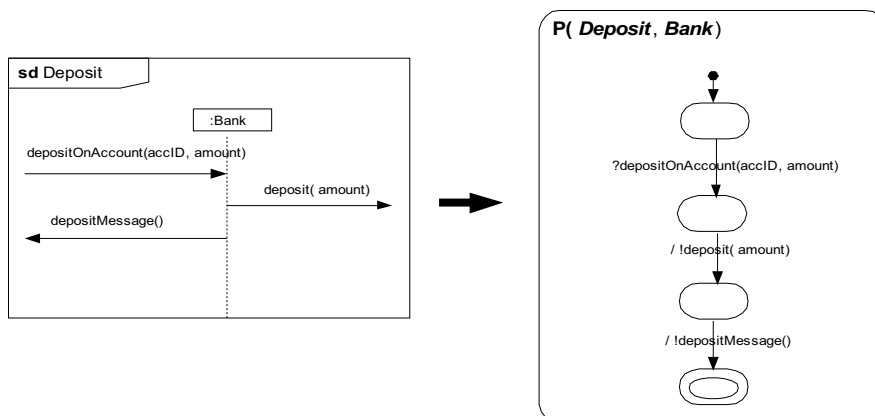 sd Deposit
:Bank
depositOnAccount(accID, amount)
deposit( amount)
depositMessage()
P( Deposit, Bank)
?depositOnAccount(accID, amount)
/ !deposit( amount)
/ !depositMessage()